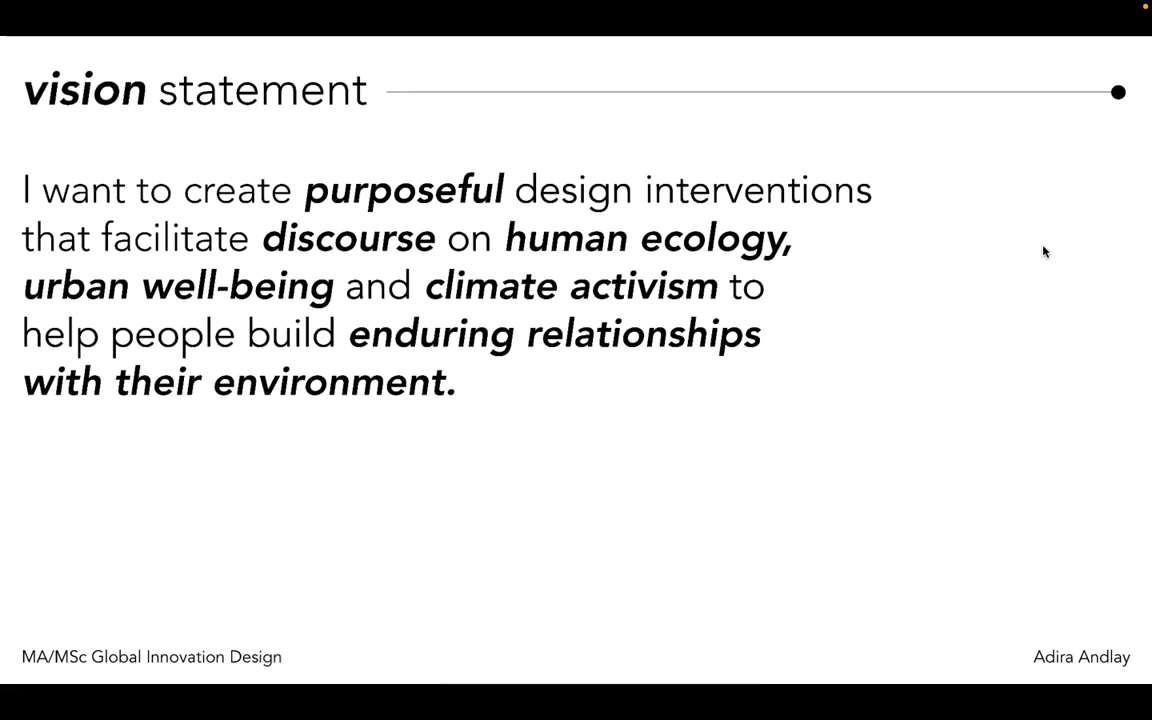 vision statement
I want to create purposeful design interventions
that facilitate discourse on human ecology,
urban well-being and climate activism to
help people build enduring relationships
with their environment.
MA/MSc Global Innovation Design
Adira Andlay